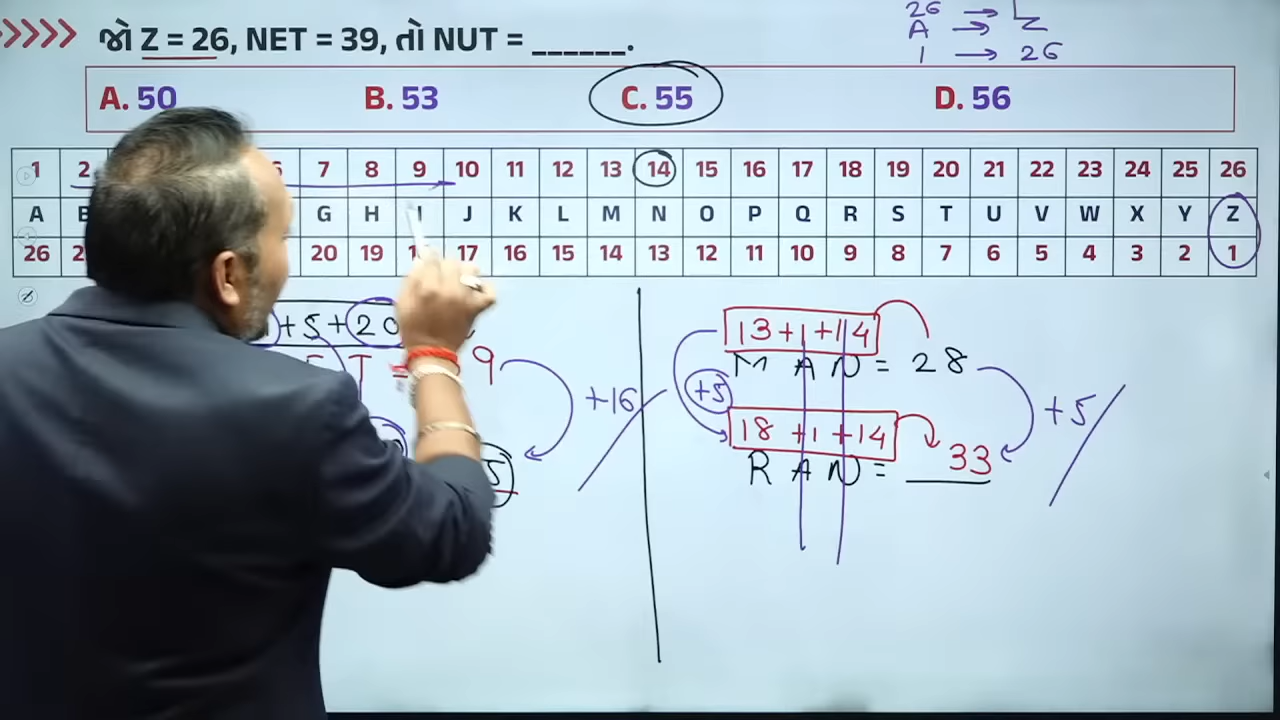 26 → Z
A → Z
1 → 26
જો Z = 26, NET = 39, તો NUT = ______.
A. 50 B. 53 C. 55 D. 56
1 2 7 8 9 10 11 12 13 14 15 16 17 18 19 20 21 22 23 24 25 26
A G H I J K L M N O P Q R S T U V W X Y Z
26 20 19 17 16 15 14 13 12 11 10 9 8 7 6 5 4 3 2 1
+5+20
T = 9
+16
5
13+1+14
MAN = 28
+5
+5
18+1+14
RAN = 33